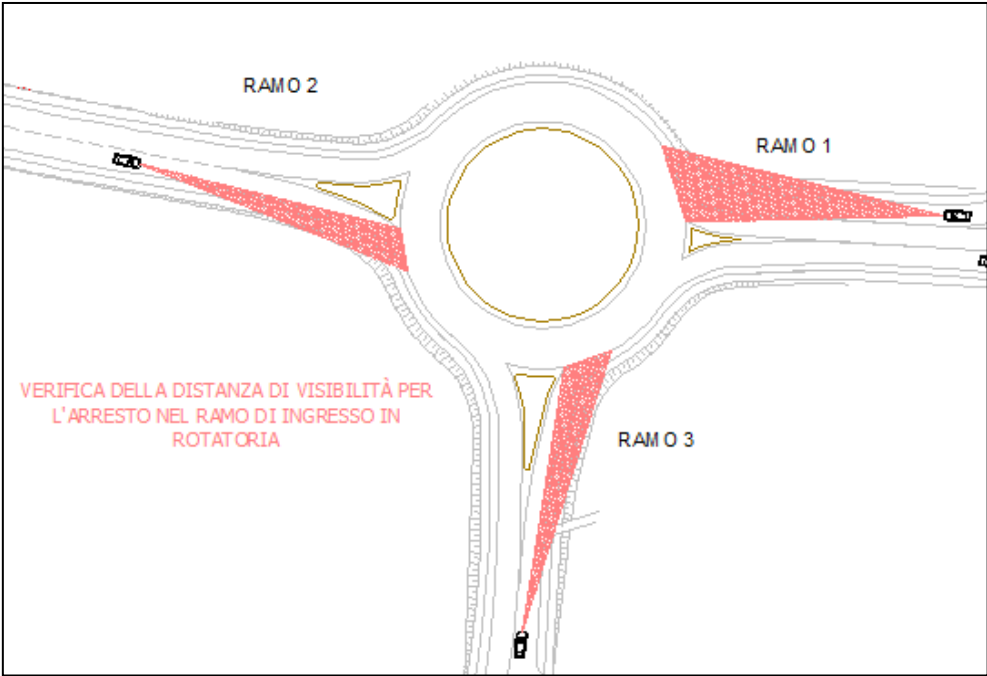 RAMO 2
RAMO 1
VERIFICA DELLA DISTANZA DI VISIBILITÀ PER
L'ARRESTO NEL RAMO DI INGRESSO IN
ROTATORIA
RAMO 3